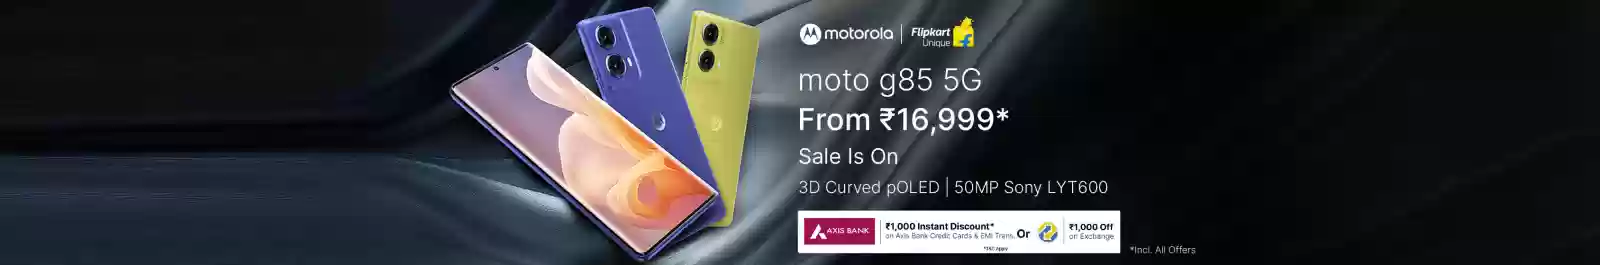 motorola | Flipkart Unique
moto g85 5G
From ₹16,999*
Sale Is On
3D Curved pOLED | 50MP Sony LYT600
AXIS BANK
₹1,000 Instant Discount*
on Axis Bank Credit Cards & EMI Trans.
*T&C Apply
Or
₹1,000 Off
on Exchange
*Incl. All Offers